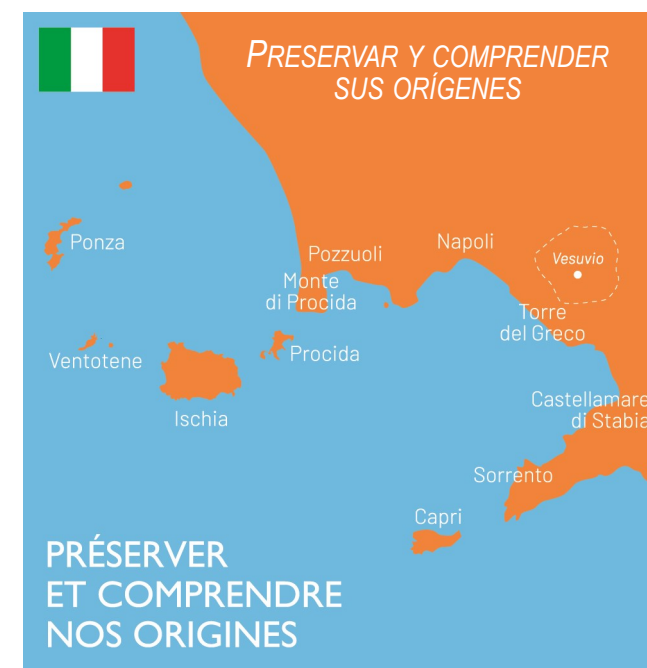 PRESERVAR Y COMPRENDER
SUS ORÍGENES
Ponza
Pozzuoli
Napoli
Vesuvio
Monte
di Procida
Torre
del Greco
Ventotene
Procida
Ischia
Castellamare
di Stabia
Sorrento
Capri
PRÉSERVER
ET COMPRENDRE
NOS ORIGINES